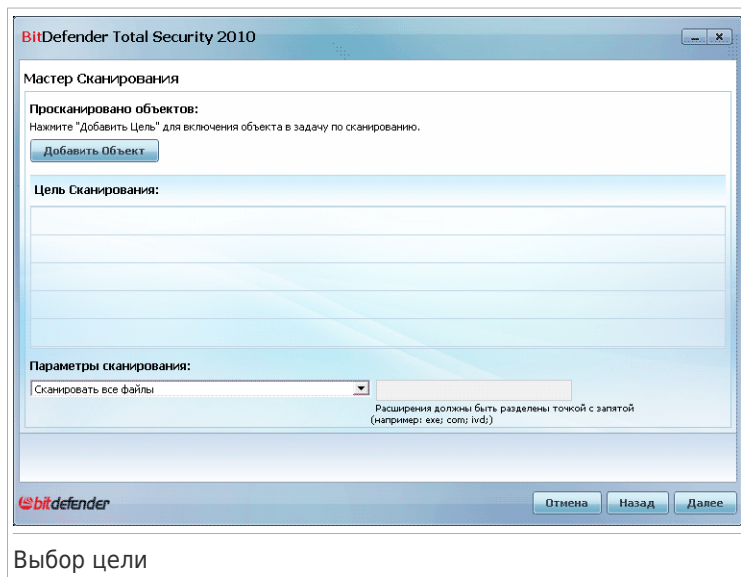 BitDefender Total Security 2010
Мастер Сканирования
Просканировано объектов:
Нажмите "Добавить Цель" для включения объекта в задачу по сканированию.
Добавить Объект
Цель Сканирования:
Параметры сканирования:
Сканировать все файлы
Расширения должны быть разделены точкой с запятой
(например: exe; com; ivd;)
bitdefender
Отмена
Назад
Далее
Выбор цели